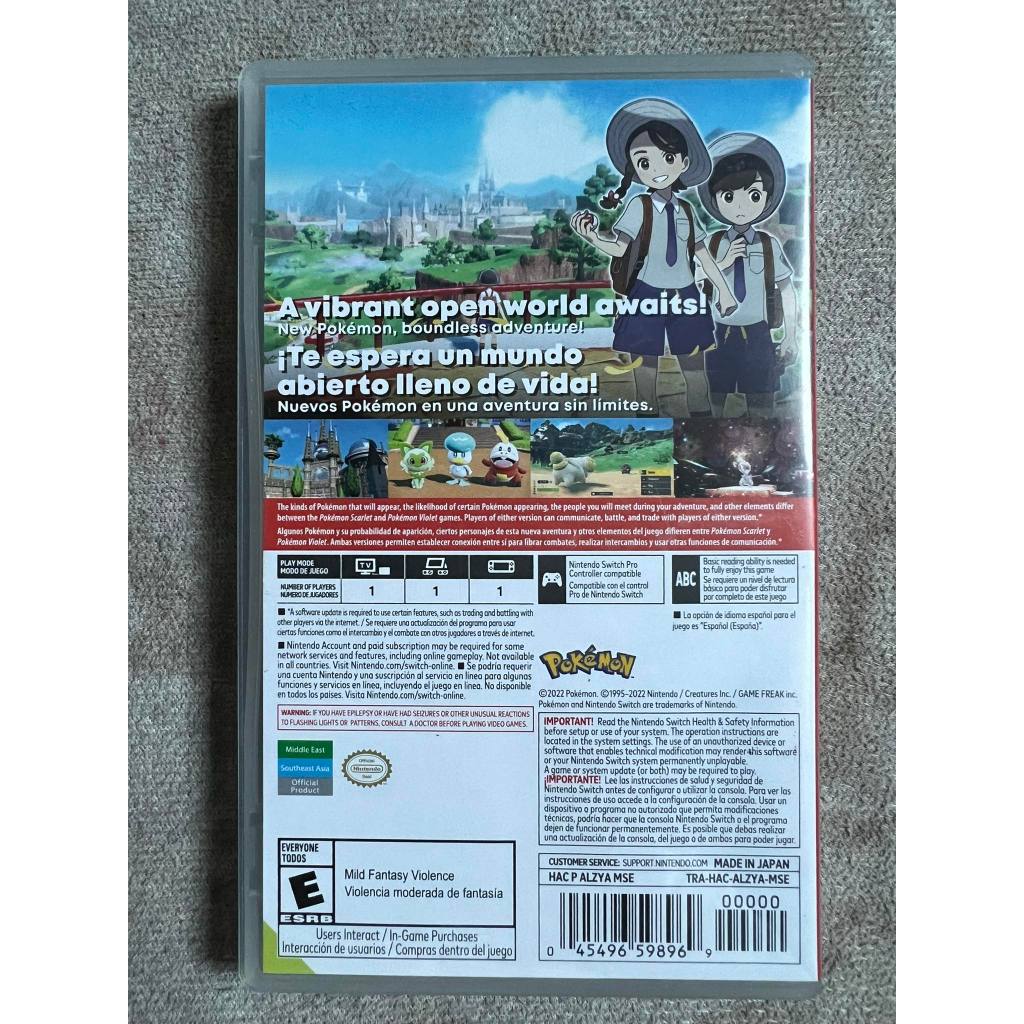 A vibrant open world awaits!
New Pokémon, boundless adventure!
¡Te espera un mundo
abierto lleno de vida!
Nuevos Pokémon en una aventura sin límites.
The kinds of Pokémon that will appear, the likelihood of certain Pokémon appearing, the people you will meet during your adventure, and other elements differ
between the Pokémon Scarlet and Pokémon Violet games. Players of either version can communicate, battle, and trade with players of either version.*
Algunos Pokémon y su probabilidad de aparición, ciertos personajes de esta nueva aventura y otros elementos del juego difieren entre Pokémon Scarlet y
Pokémon Violet. Ambas versiones permiten establecer conexión entre sí para librar combates, realizar intercambios y usar otras funciones de comunicación.*
PLAY MODE
MODO DE JUEGO
TV
NUMBER OF PLAYERS
NÚMERO DE JUGADORES
1 1 1
Nintendo Switch Pro
Controller compatible
Compatible con el control
Pro de Nintendo Switch
ABC
Basic reading ability is needed
to fully enjoy this game
Se requiere un nivel de lectura
básico para poder disfrutar
por completo de este juego
■ *A software update is required to use certain features, such as trading and battling with
other players via the internet. / Se requiere una actualización del programa para usar
ciertas funciones como el intercambio y el combate con otros jugadores a través de internet.
■ La opción de idioma español para el
juego es "Español (España)".
■ Nintendo Account and paid subscription may be required for some
network services and features, including online gameplay. Not available
in all countries. Visit Nintendo.com/switch-online. ■ Se podría requerir
una cuenta Nintendo y una suscripción al servicio en línea para algunas
funciones y servicios en línea, incluyendo el juego en línea. No disponible
en todos los países. Visita Nintendo.com/switch-online.
POKéMON
©2022 Pokémon. ©1995–2022 Nintendo / Creatures Inc. / GAME FREAK inc.
Pokémon and Nintendo Switch are trademarks of Nintendo.
WARNING: IF YOU HAVE EPILEPSY OR HAVE HAD SEIZURES OR OTHER UNUSUAL REACTIONS
TO FLASHING LIGHTS OR PATTERNS, CONSULT A DOCTOR BEFORE PLAYING VIDEO GAMES.
IMPORTANT! Read the Nintendo Switch Health & Safety Information
before setup or use of your system. The operation instructions are
located in the system settings. The use of an unauthorized device or
software that enables technical modification may render this software
or your Nintendo Switch system permanently unplayable.
A game or system update (or both) may be required to play.
¡IMPORTANTE! Lee las instrucciones de salud y seguridad de
Nintendo Switch antes de configurar o utilizar la consola. Para ver las
instrucciones de uso accede a la configuración de la consola. Usar un
dispositivo o programa no autorizado que permita modificaciones
técnicas, podría hacer que la consola Nintendo Switch o el programa
dejen de funcionar permanentemente. Es posible que debas realizar
una actualización de la consola, del juego o de ambos para poder jugar.
Middle East
Southeast Asia
Official
Product
Official
Nintendo
Seal
EVERYONE
TODOS
E
ESRB
Mild Fantasy Violence
Violencia moderada de fantasía
Users Interact / In-Game Purchases
Interacción de usuarios / Compras dentro del juego
CUSTOMER SERVICE: SUPPORT.NINTENDO.COM MADE IN JAPAN
HAC P ALZYA MSE TRA-HAC-ALZYA-MSE
00000
0 45496 59896 9